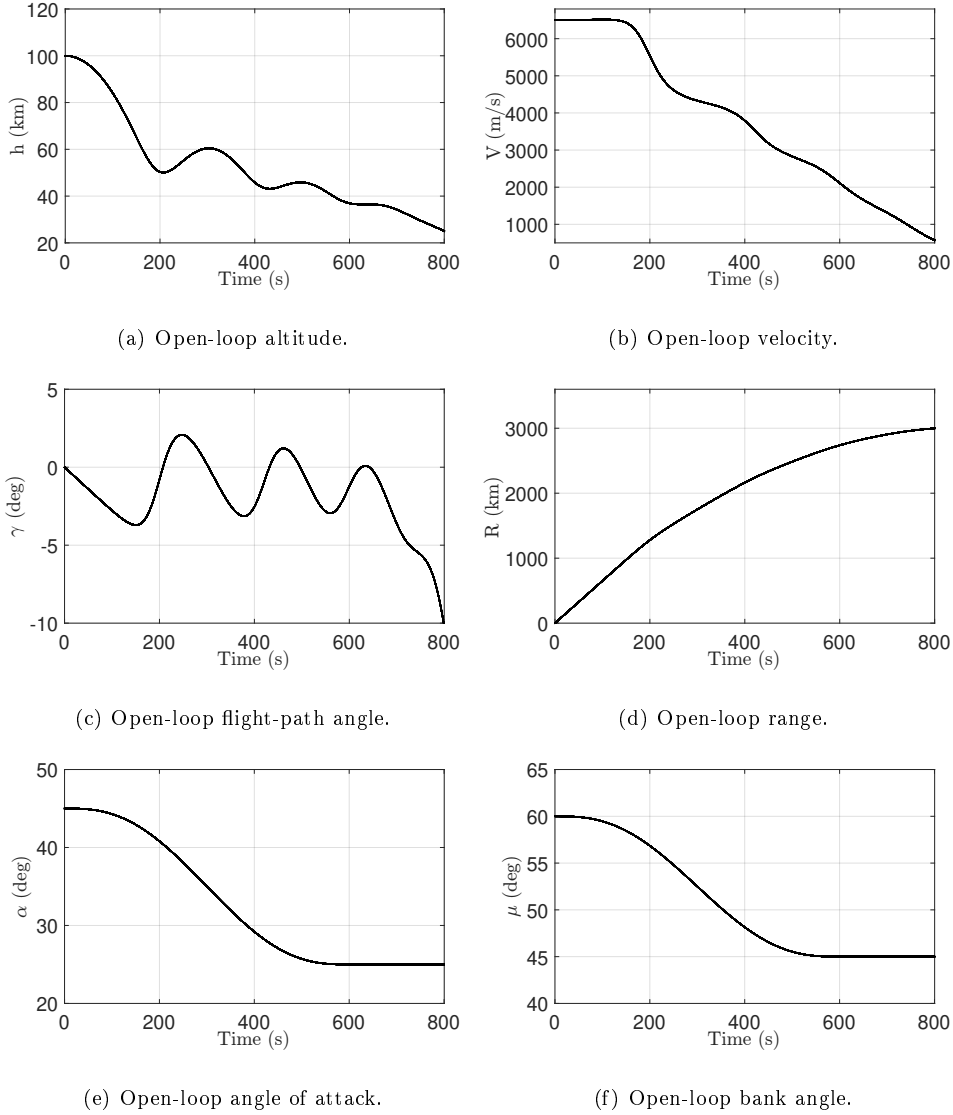 120
100
80
60
40
20
h (km)
0 200 400 600 800
Time (s)
(a) Open-loop altitude.
6000
5000
4000
3000
2000
1000
V (m/s)
0 200 400 600 800
Time (s)
(b) Open-loop velocity.
5
0
-5
-10
γ (deg)
0 200 400 600 800
Time (s)
(c) Open-loop flight-path angle.
3000
2000
1000
0
R (km)
0 200 400 600 800
Time (s)
(d) Open-loop range.
50
40
30
20
α (deg)
0 200 400 600 800
Time (s)
(e) Open-loop angle of attack.
65
60
55
50
45
40
μ (deg)
0 200 400 600 800
Time (s)
(f) Open-loop bank angle.